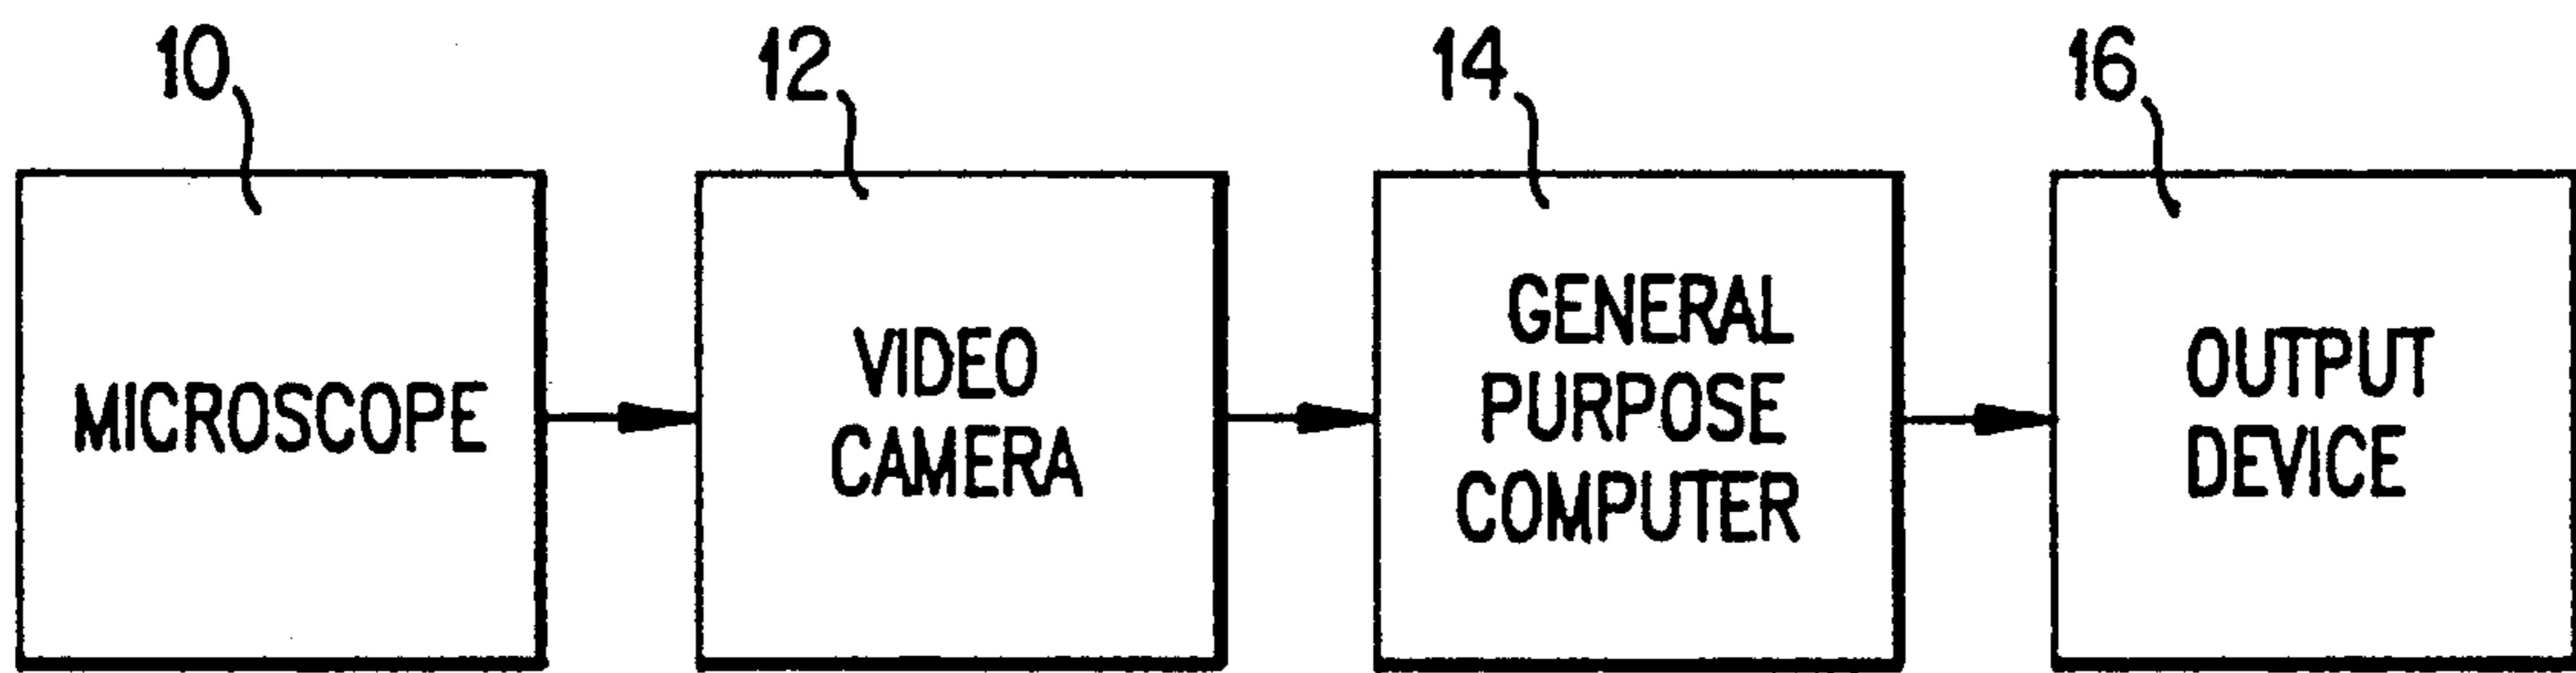 10
12
14
16
MICROSCOPE
VIDEO
CAMERA
GENERAL
PURPOSE
COMPUTER
OUTPUT
DEVICE